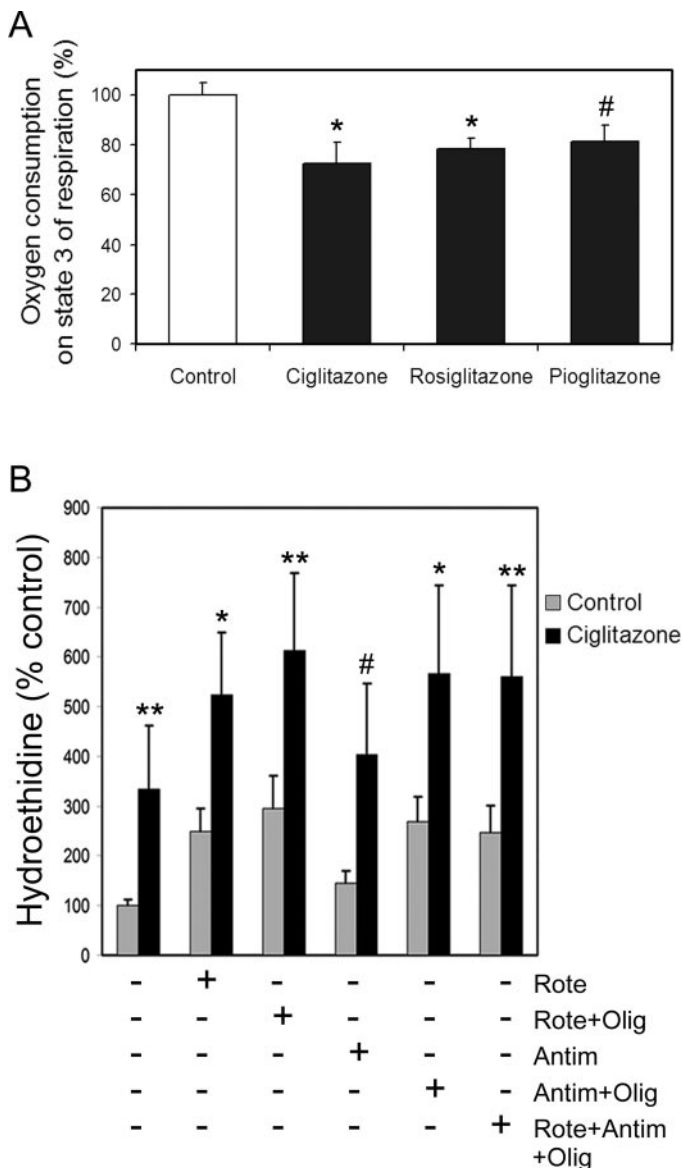 A
Oxygen consumption
on state 3 of respiration (%)
100
80
60
40
20
0
*
*
#
Control
Ciglitazone
Rosiglitazone
Pioglitazone
B
Hydroethidine (% control)
900
800
700
600
500
400
300
200
100
0
**
*
**
#
*
**
Control
Ciglitazone
- + - - - - Rote
- - + - - - Rote+Olig
- - - + - - Antim
- - - - + - Antim+Olig
- - - - - + Rote+Antim
+Olig